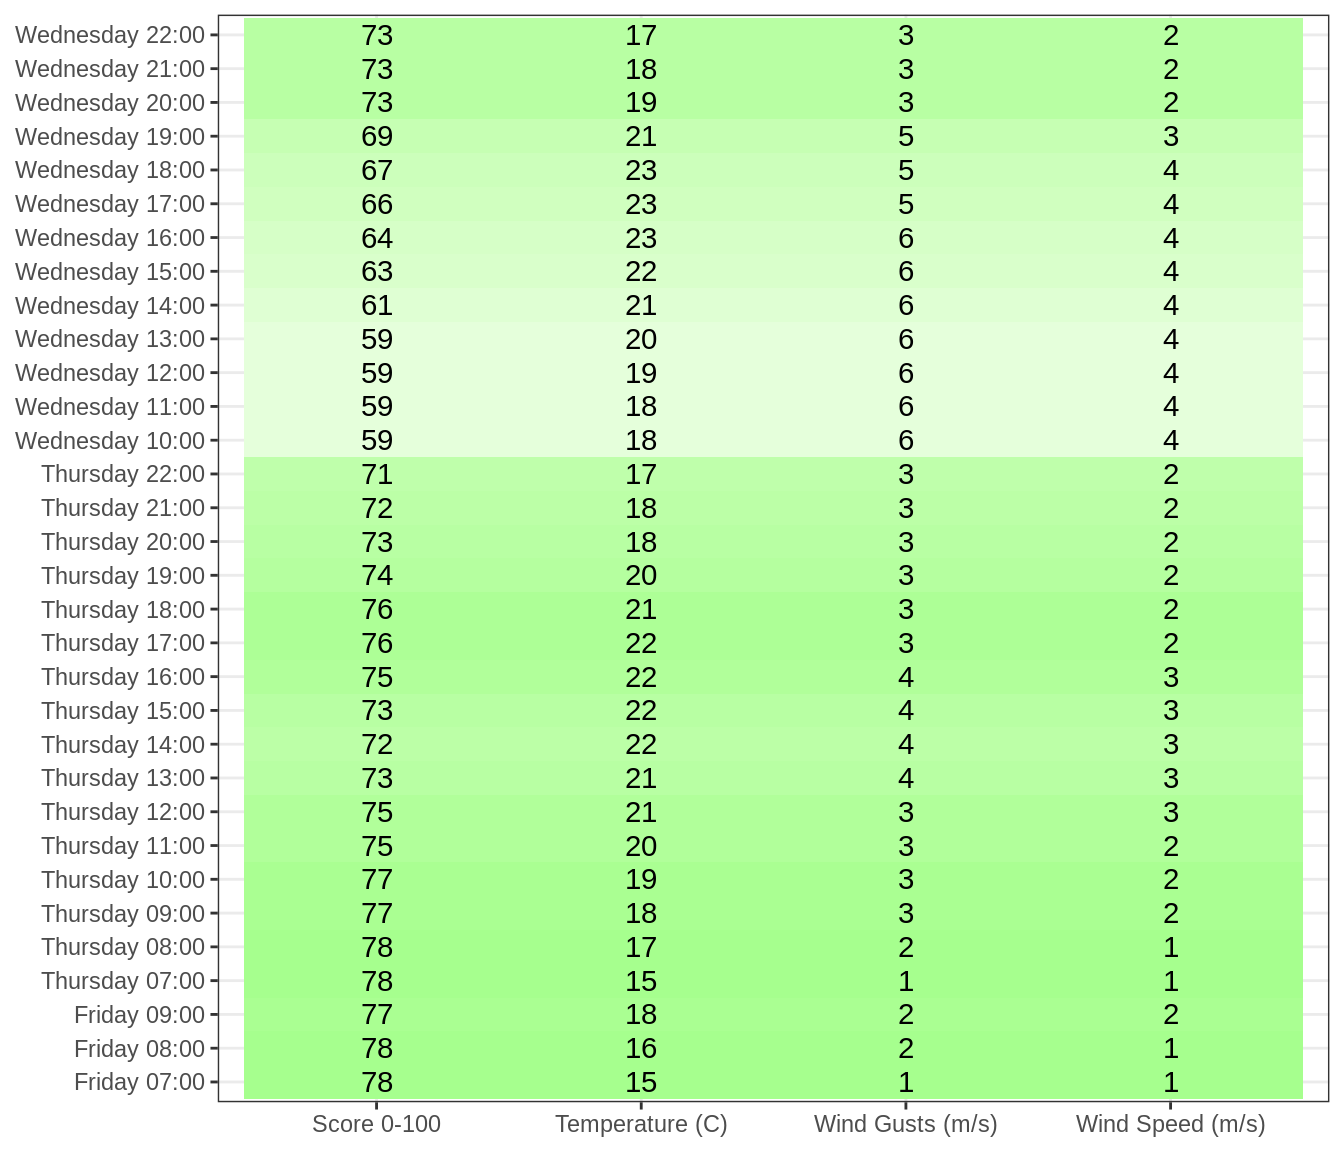 Wednesday 22:00 73 17 3 2
Wednesday 21:00 73 18 3 2
Wednesday 20:00 73 19 3 2
Wednesday 19:00 69 21 5 3
Wednesday 18:00 67 23 5 4
Wednesday 17:00 66 23 5 4
Wednesday 16:00 64 23 6 4
Wednesday 15:00 63 22 6 4
Wednesday 14:00 61 21 6 4
Wednesday 13:00 59 20 6 4
Wednesday 12:00 59 19 6 4
Wednesday 11:00 59 18 6 4
Wednesday 10:00 59 18 6 4
Thursday 22:00 71 17 3 2
Thursday 21:00 72 18 3 2
Thursday 20:00 73 18 3 2
Thursday 19:00 74 20 3 2
Thursday 18:00 76 21 3 2
Thursday 17:00 76 22 3 2
Thursday 16:00 75 22 4 3
Thursday 15:00 73 22 4 3
Thursday 14:00 72 22 4 3
Thursday 13:00 73 21 4 3
Thursday 12:00 75 21 3 3
Thursday 11:00 75 20 3 2
Thursday 10:00 77 19 3 2
Thursday 09:00 77 18 3 2
Thursday 08:00 78 17 2 1
Thursday 07:00 78 15 1 1
Friday 09:00 77 18 2 2
Friday 08:00 78 16 2 1
Friday 07:00 78 15 1 1
Score 0-100 Temperature (C) Wind Gusts (m/s) Wind Speed (m/s)